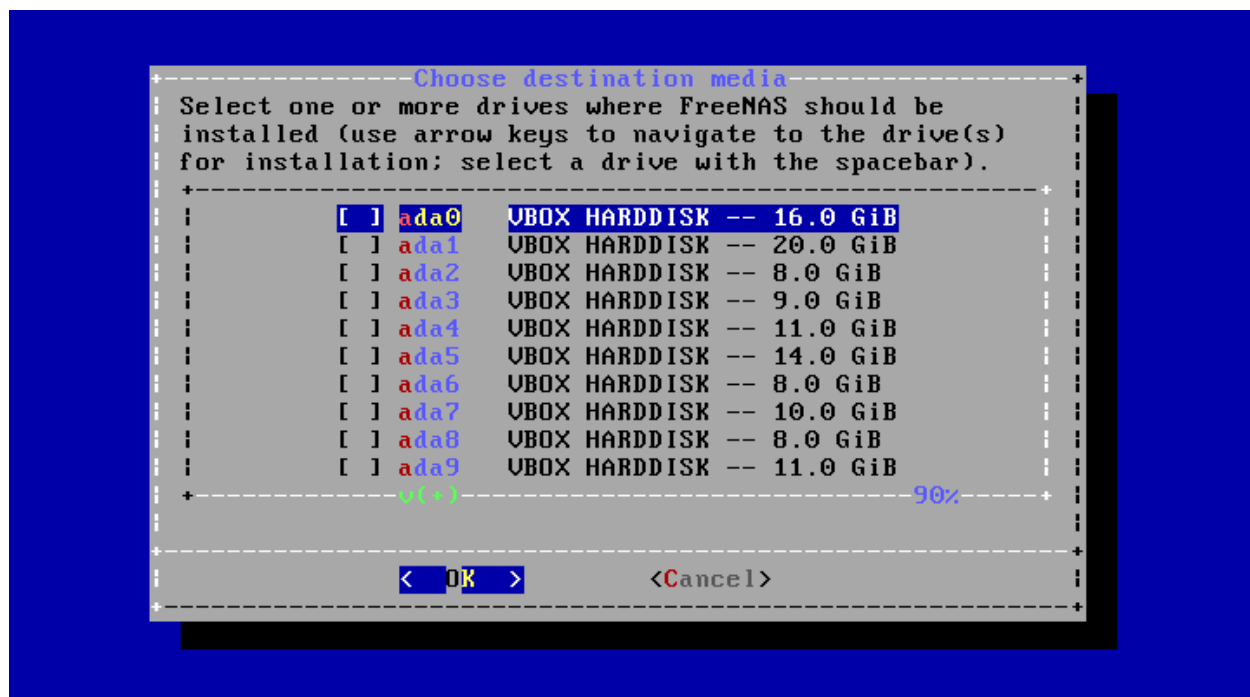 Choose destination media
Select one or more drives where FreeNAS should be
installed (use arrow keys to navigate to the drive(s)
for installation; select a drive with the spacebar).
[ ] ada0 VBOX HARDDISK -- 16.0 GiB
[ ] ada1 VBOX HARDDISK -- 20.0 GiB
[ ] ada2 VBOX HARDDISK -- 8.0 GiB
[ ] ada3 VBOX HARDDISK -- 9.0 GiB
[ ] ada4 VBOX HARDDISK -- 11.0 GiB
[ ] ada5 VBOX HARDDISK -- 14.0 GiB
[ ] ada6 VBOX HARDDISK -- 8.0 GiB
[ ] ada7 VBOX HARDDISK -- 10.0 GiB
[ ] ada8 VBOX HARDDISK -- 8.0 GiB
[ ] ada9 VBOX HARDDISK -- 11.0 GiB
v(+) 90%
< OK > <Cancel>